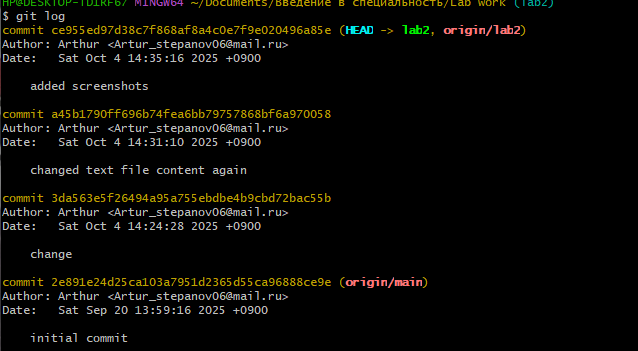 HP@DESKTOP-TDIRF67 MINGW64 ~/Documents/Введение в специальность/Lab work (lab2)
$ git log
commit ce955ed97d38c7f868af8a4c0e7f9e020496a85e (HEAD -> lab2, origin/lab2)
Author: Arthur <Artur_stepanov06@mail.ru>
Date:   Sat Oct 4 14:35:16 2025 +0900
added screenshots
commit a45b1790ff696b74fea6bb79757868bf6a970058
Author: Arthur <Artur_stepanov06@mail.ru>
Date:   Sat Oct 4 14:31:10 2025 +0900
changed text file content again
commit 3da563e5f26494a95a755ebdbe4b9cbd72bac55b
Author: Arthur <Artur_stepanov06@mail.ru>
Date:   Sat Oct 4 14:24:28 2025 +0900
change
commit 2e891e24d25ca103a7951d2365d55ca96888ce9e (origin/main)
Author: Arthur <Artur_stepanov06@mail.ru>
Date:   Sat Sep 20 13:59:16 2025 +0900
initial commit